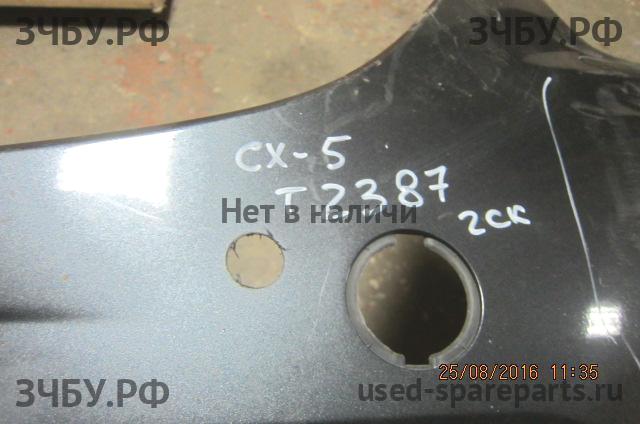 ЗЧБУ.РФ ЗЧБУ.РФ
CX-5
T2387
Нет в наличии
2СК
25/08/2016 11:35
ЗЧБУ.РФ used-spareparts.ru